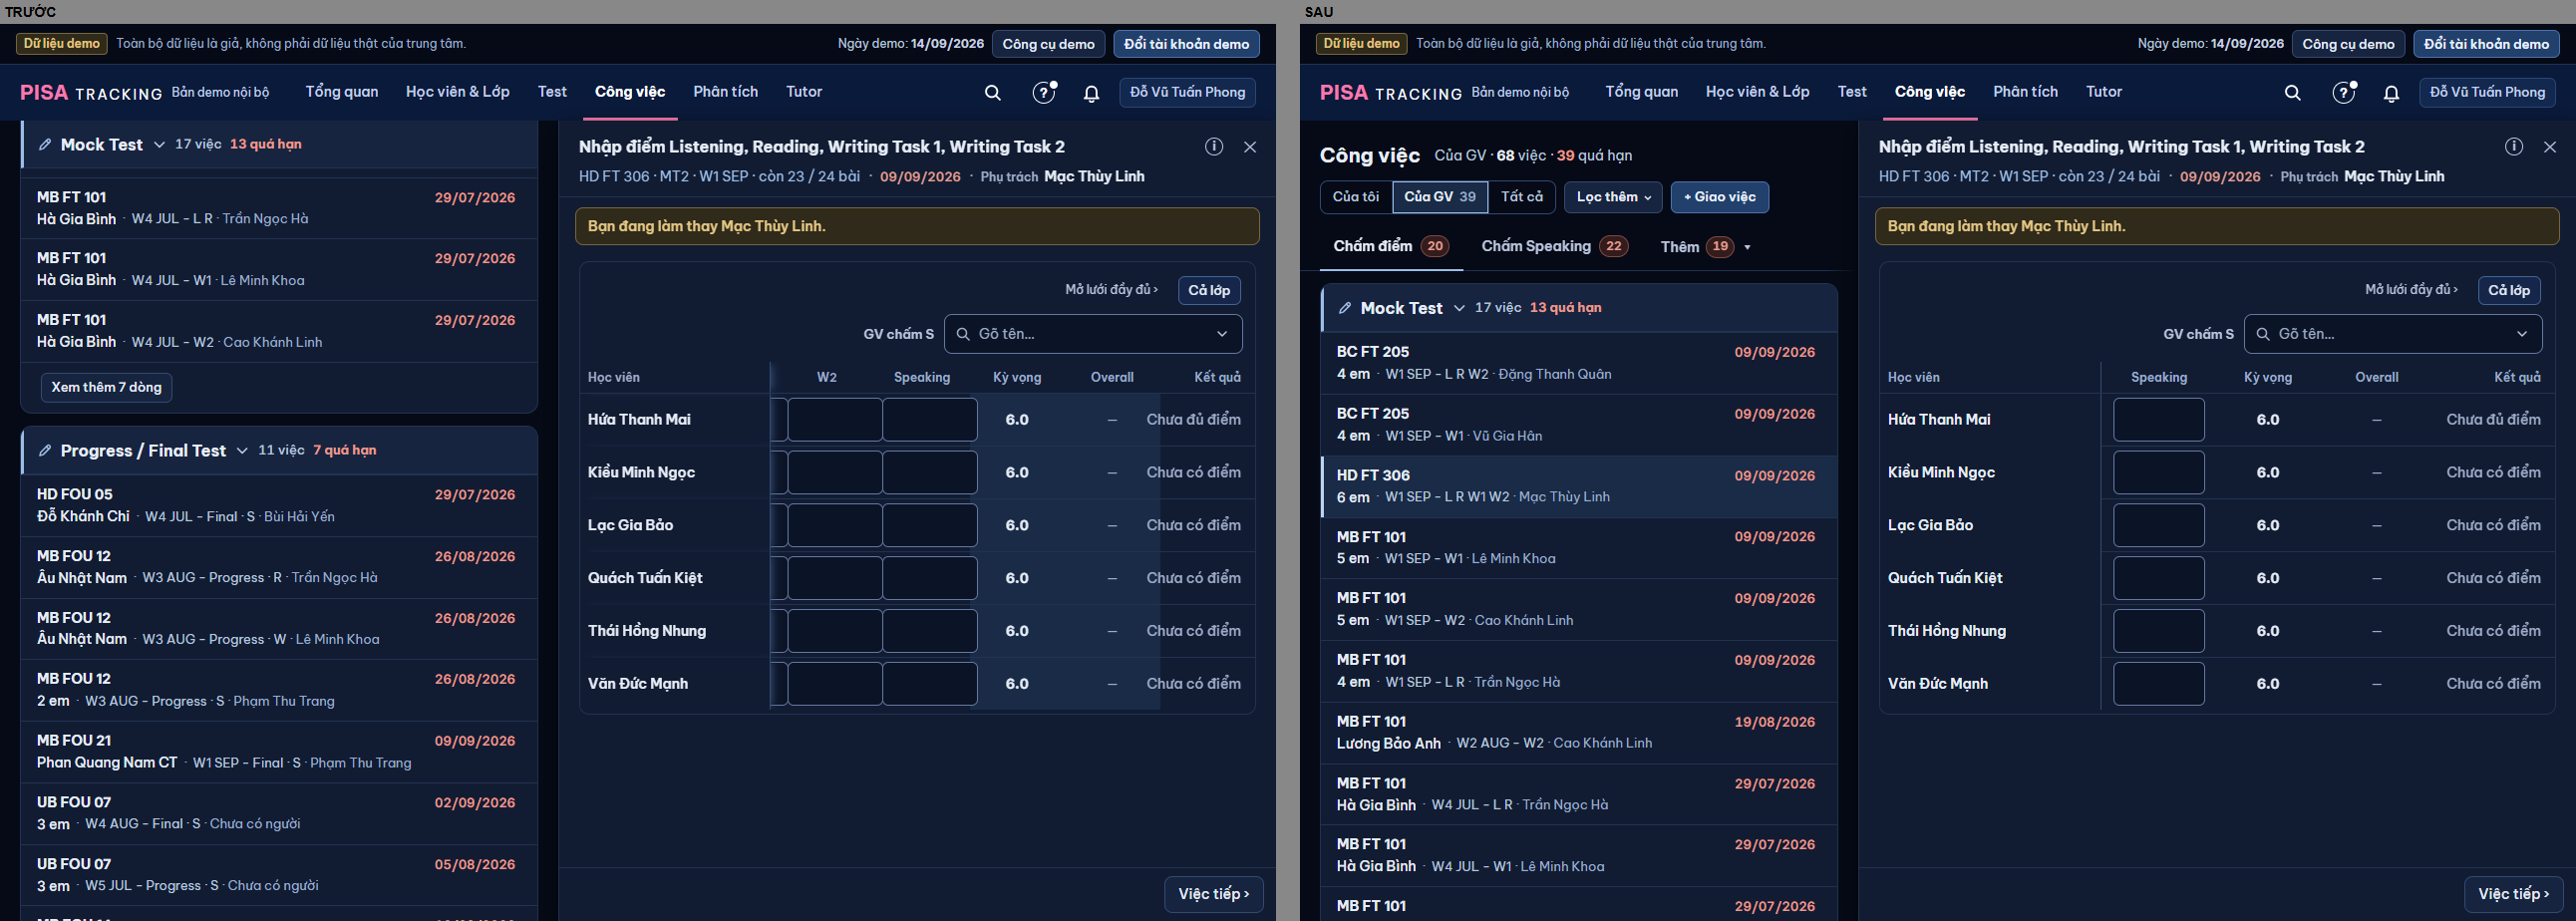 TRƯỚC
Dữ liệu demo Toàn bộ dữ liệu là giả, không phải dữ liệu thật của trung tâm. Ngày demo: 14/09/2026 Công cụ demo Đổi tài khoản demo
PISA TRACKING Bản demo nội bộ Tổng quan Học viên & Lớp Test Công việc Phân tích Tutor ? Đỗ Vũ Tuấn Phong
Mock Test 17 việc 13 quá hạn
MB FT 101 29/07/2026
Hà Gia Bình · W4 JUL - L R · Trần Ngọc Hà
MB FT 101 29/07/2026
Hà Gia Bình · W4 JUL - W1 · Lê Minh Khoa
MB FT 101 29/07/2026
Hà Gia Bình · W4 JUL - W2 · Cao Khánh Linh
Xem thêm 7 dòng
Progress / Final Test 11 việc 7 quá hạn
HD FOU 05 29/07/2026
Đỗ Khánh Chi · W4 JUL - Final · S · Bùi Hải Yến
MB FOU 12 26/08/2026
Âu Nhật Nam · W3 AUG - Progress · R · Trần Ngọc Hà
MB FOU 12 26/08/2026
Âu Nhật Nam · W3 AUG - Progress · W · Lê Minh Khoa
MB FOU 12 26/08/2026
2 em · W3 AUG - Progress · S · Phạm Thu Trang
MB FOU 21 09/09/2026
Phan Quang Nam CT · W1 SEP - Final · S · Phạm Thu Trang
UB FOU 07 02/09/2026
3 em · W4 AUG - Final · S · Chưa có người
UB FOU 07 05/08/2026
3 em · W5 JUL - Progress · S · Chưa có người
Nhập điểm Listening, Reading, Writing Task 1, Writing Task 2
HD FT 306 · MT2 · W1 SEP · còn 23 / 24 bài · 09/09/2026 · Phụ trách Mạc Thùy Linh
Bạn đang làm thay Mạc Thùy Linh.
Mở lưới đầy đủ › Cả lớp
GV chấm S Gõ tên...
Học viên W2 Speaking Kỳ vọng Overall Kết quả
Hứa Thanh Mai 6.0 – Chưa đủ điểm
Kiều Minh Ngọc 6.0 – Chưa có điểm
Lạc Gia Bảo 6.0 – Chưa có điểm
Quách Tuấn Kiệt 6.0 – Chưa có điểm
Thái Hồng Nhung 6.0 – Chưa có điểm
Văn Đức Mạnh 6.0 – Chưa có điểm
Việc tiếp ›
SAU
Dữ liệu demo Toàn bộ dữ liệu là giả, không phải dữ liệu thật của trung tâm. Ngày demo: 14/09/2026 Công cụ demo Đổi tài khoản demo
PISA TRACKING Bản demo nội bộ Tổng quan Học viên & Lớp Test Công việc Phân tích Tutor ? Đỗ Vũ Tuấn Phong
Công việc Của GV · 68 việc · 39 quá hạn
Của tôi Của GV 39 Tất cả Lọc thêm + Giao việc
Chấm điểm 20 Chấm Speaking 22 Thêm 19
Mock Test 17 việc 13 quá hạn
BC FT 205 09/09/2026
4 em · W1 SEP - L R W2 · Đặng Thanh Quân
BC FT 205 09/09/2026
4 em · W1 SEP - W1 · Vũ Gia Hân
HD FT 306 09/09/2026
6 em · W1 SEP - L R W1 W2 · Mạc Thùy Linh
MB FT 101 09/09/2026
5 em · W1 SEP - W1 · Lê Minh Khoa
MB FT 101 09/09/2026
5 em · W1 SEP - W2 · Cao Khánh Linh
MB FT 101 09/09/2026
4 em · W1 SEP - L R · Trần Ngọc Hà
MB FT 101 19/08/2026
Lương Bảo Anh · W2 AUG - W2 · Cao Khánh Linh
MB FT 101 29/07/2026
Hà Gia Bình · W4 JUL - L R · Trần Ngọc Hà
MB FT 101 29/07/2026
Hà Gia Bình · W4 JUL - W1 · Lê Minh Khoa
MB FT 101 29/07/2026
Nhập điểm Listening, Reading, Writing Task 1, Writing Task 2
HD FT 306 · MT2 · W1 SEP · còn 23 / 24 bài · 09/09/2026 · Phụ trách Mạc Thùy Linh
Bạn đang làm thay Mạc Thùy Linh.
Mở lưới đầy đủ › Cả lớp
GV chấm S Gõ tên...
Học viên Speaking Kỳ vọng Overall Kết quả
Hứa Thanh Mai 6.0 – Chưa đủ điểm
Kiều Minh Ngọc 6.0 – Chưa có điểm
Lạc Gia Bảo 6.0 – Chưa có điểm
Quách Tuấn Kiệt 6.0 – Chưa có điểm
Thái Hồng Nhung 6.0 – Chưa có điểm
Văn Đức Mạnh 6.0 – Chưa có điểm
Việc tiếp ›